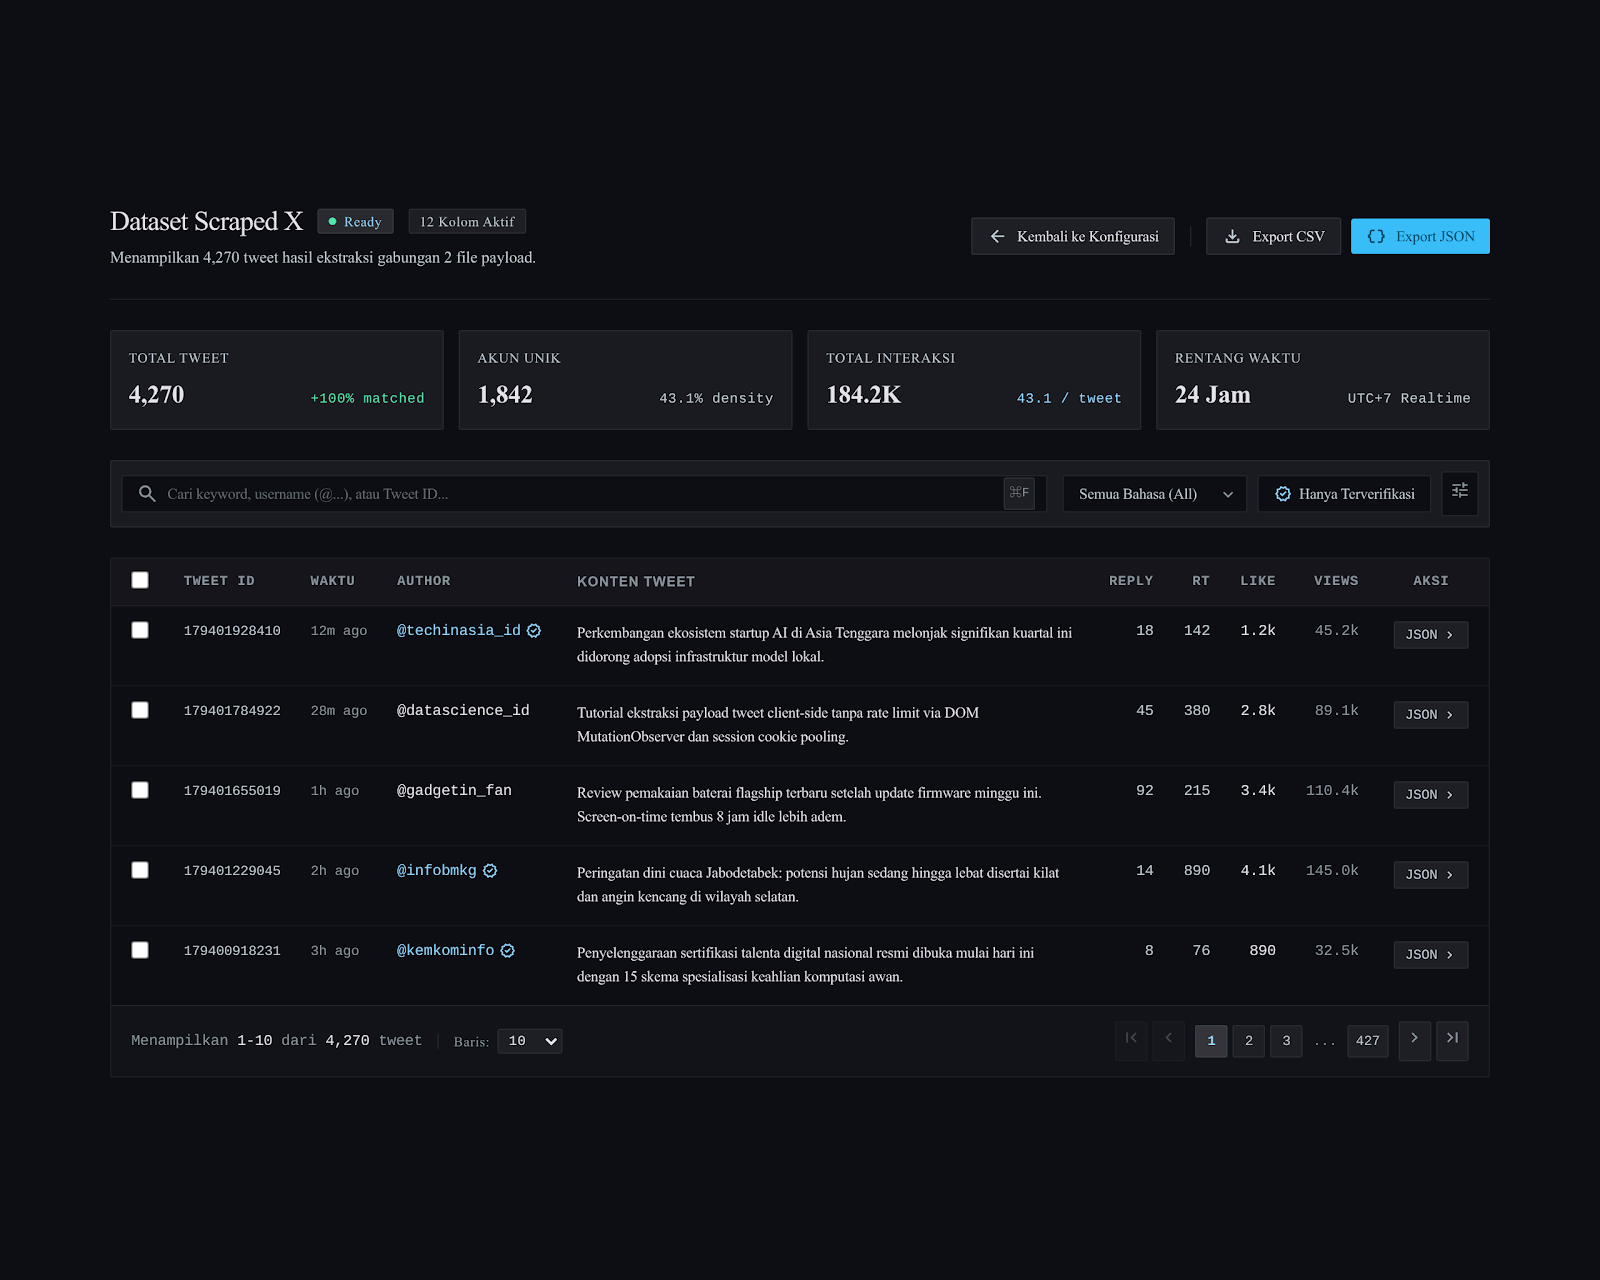 Dataset Scraped X
Ready
12 Kolom Aktif
Menampilkan 4,270 tweet hasil ekstraksi gabungan 2 file payload.
Kembali ke Konfigurasi
Export CSV
{} Export JSON
TOTAL TWEET
4,270
+100% matched
AKUN UNIK
1,842
43.1% density
TOTAL INTERAKSI
184.2K
43.1 / tweet
RENTANG WAKTU
24 Jam
UTC+7 Realtime
Cari keyword, username (@...), atau Tweet ID...
⌘F
Semua Bahasa (All)
Hanya Terverifikasi
TWEET ID WAKTU AUTHOR KONTEN TWEET REPLY RT LIKE VIEWS AKSI
179401928410 12m ago @techinasia_id Perkembangan ekosistem startup AI di Asia Tenggara melonjak signifikan kuartal ini 18 142 1.2k 45.2k JSON
didorong adopsi infrastruktur model lokal.
179401784922 28m ago @datascience_id Tutorial ekstraksi payload tweet client-side tanpa rate limit via DOM 45 380 2.8k 89.1k JSON
MutationObserver dan session cookie pooling.
179401655019 1h ago @gadgetin_fan Review pemakaian baterai flagship terbaru setelah update firmware minggu ini. 92 215 3.4k 110.4k JSON
Screen-on-time tembus 8 jam idle lebih adem.
179401229045 2h ago @infobmkg Peringatan dini cuaca Jabodetabek: potensi hujan sedang hingga lebat disertai kilat 14 890 4.1k 145.0k JSON
dan angin kencang di wilayah selatan.
179400918231 3h ago @kemkominfo Penyelenggaraan sertifikasi talenta digital nasional resmi dibuka mulai hari ini 8 76 890 32.5k JSON
dengan 15 skema spesialisasi keahlian komputasi awan.
Menampilkan 1-10 dari 4,270 tweet
Baris: 10
1 2 3 ... 427